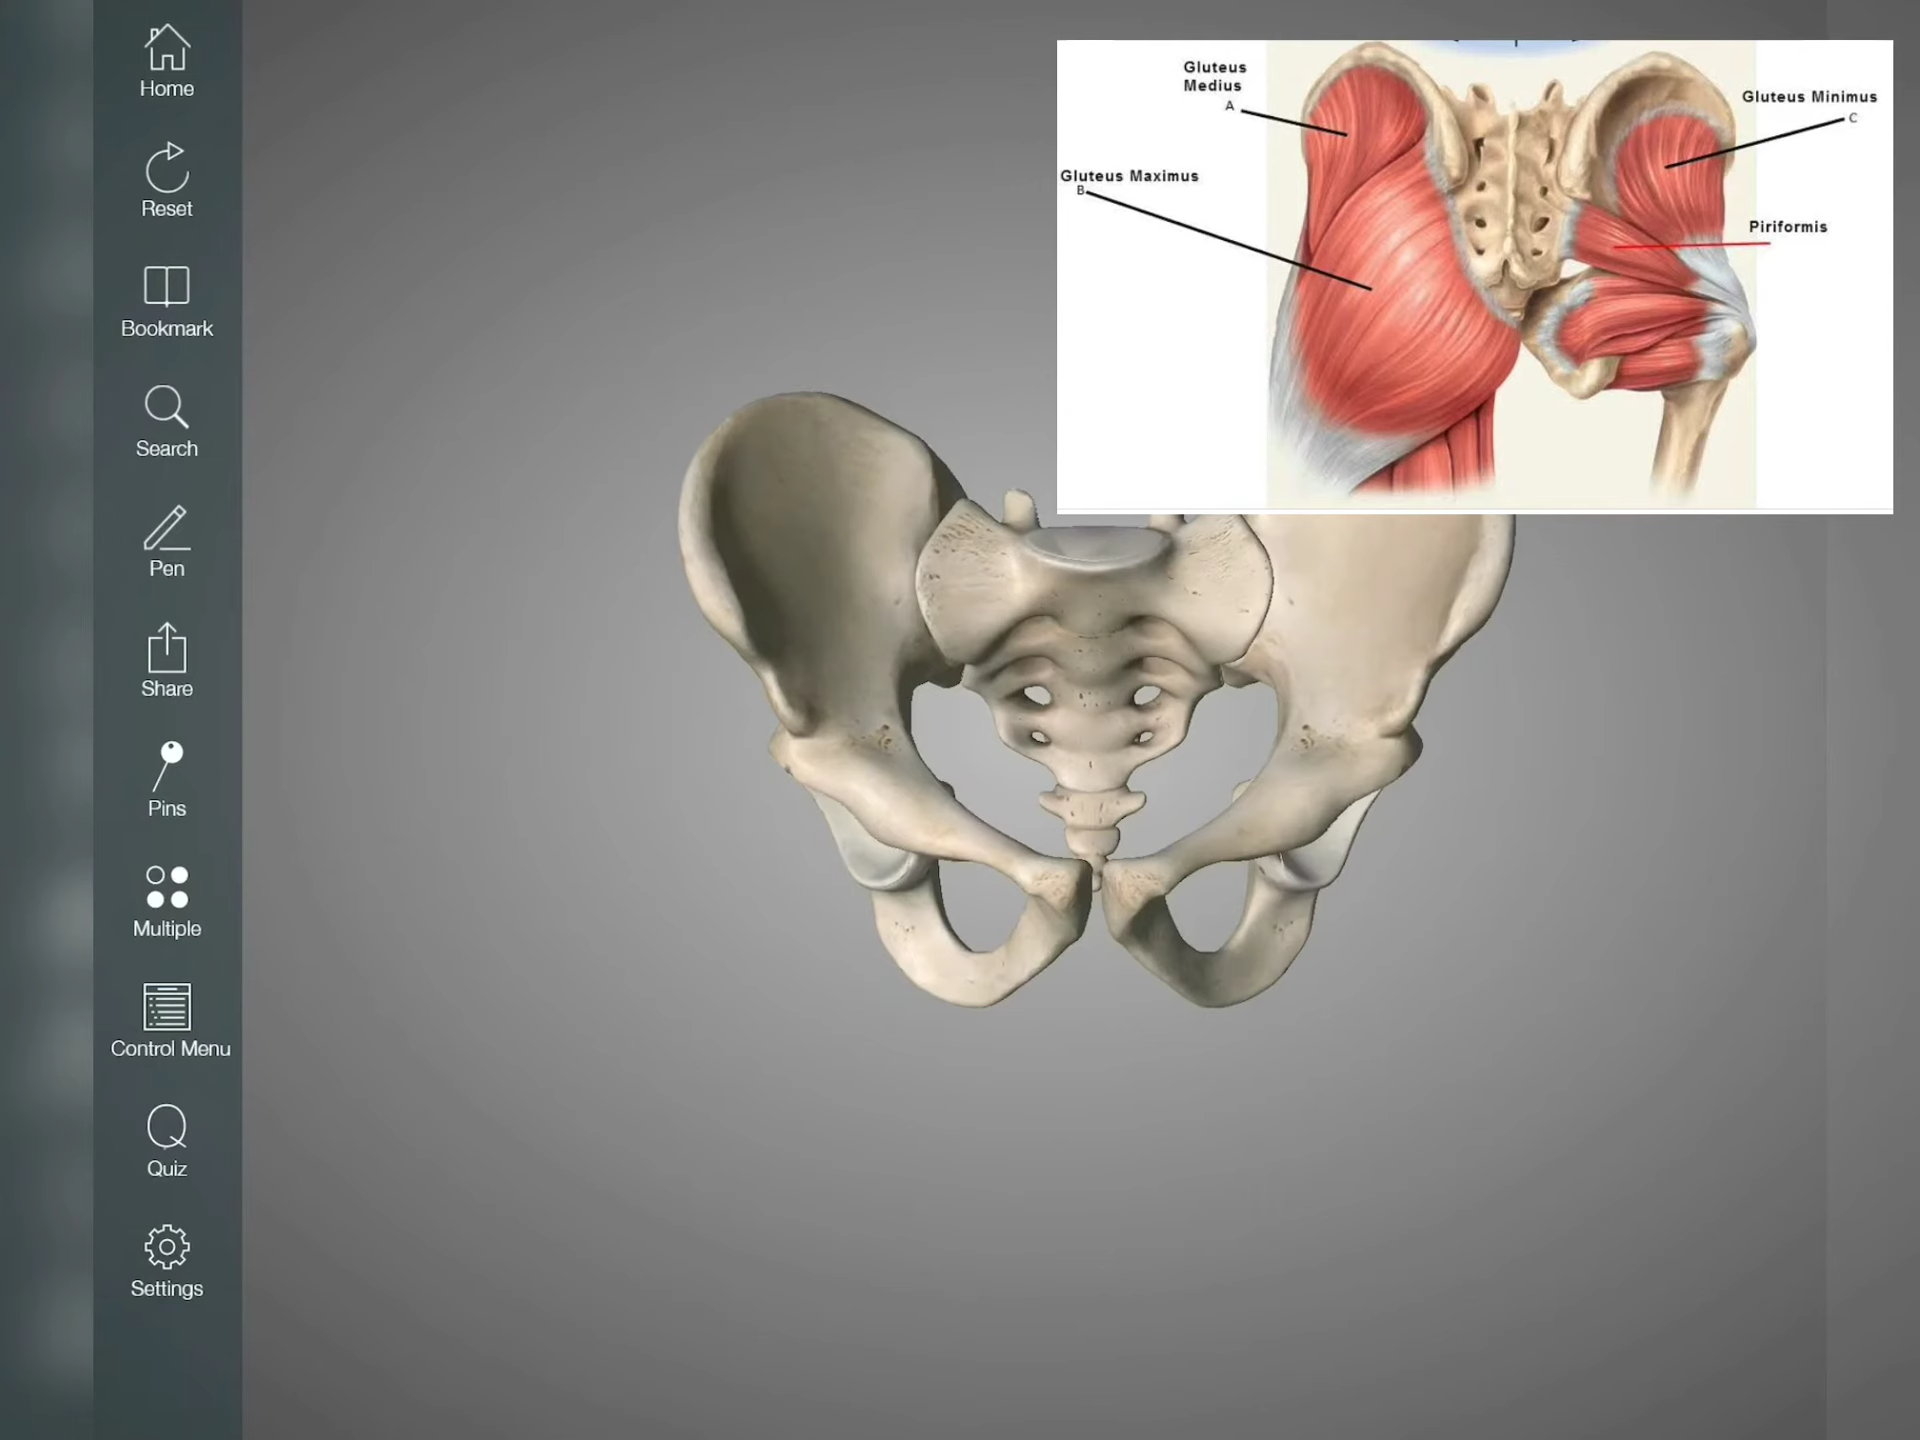 Home
Reset
Bookmark
Search
Pen
Share
Pins
Multiple
Control Menu
Quiz
Settings
Gluteus
Medius
A
Gluteus Maximus
B
Gluteus Minimus
C
Piriformis